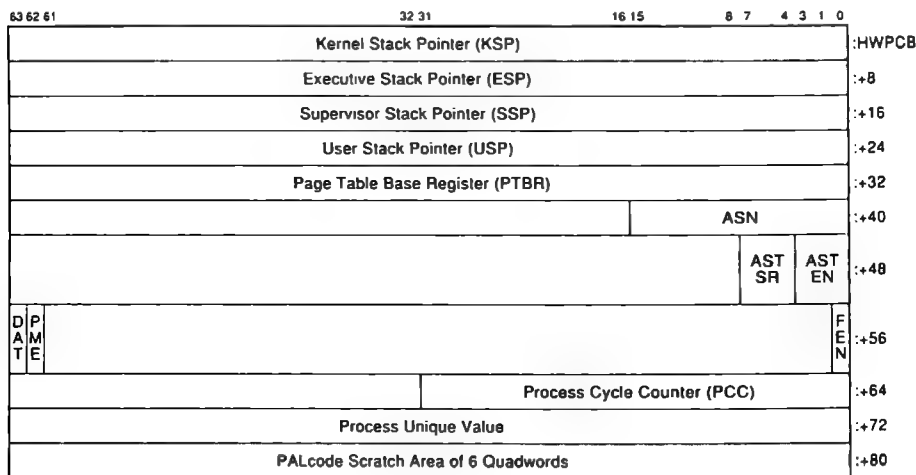 63 62 61 32 31 16 15 8 7 4 3 1 0
Kernel Stack Pointer (KSP) :HWPCB
Executive Stack Pointer (ESP) :+8
Supervisor Stack Pointer (SSP) :+16
User Stack Pointer (USP) :+24
Page Table Base Register (PTBR) :+32
ASN :+40
AST SR AST EN :+48
DAT PME FEN :+56
Process Cycle Counter (PCC) :+64
Process Unique Value :+72
PALcode Scratch Area of 6 Quadwords :+80